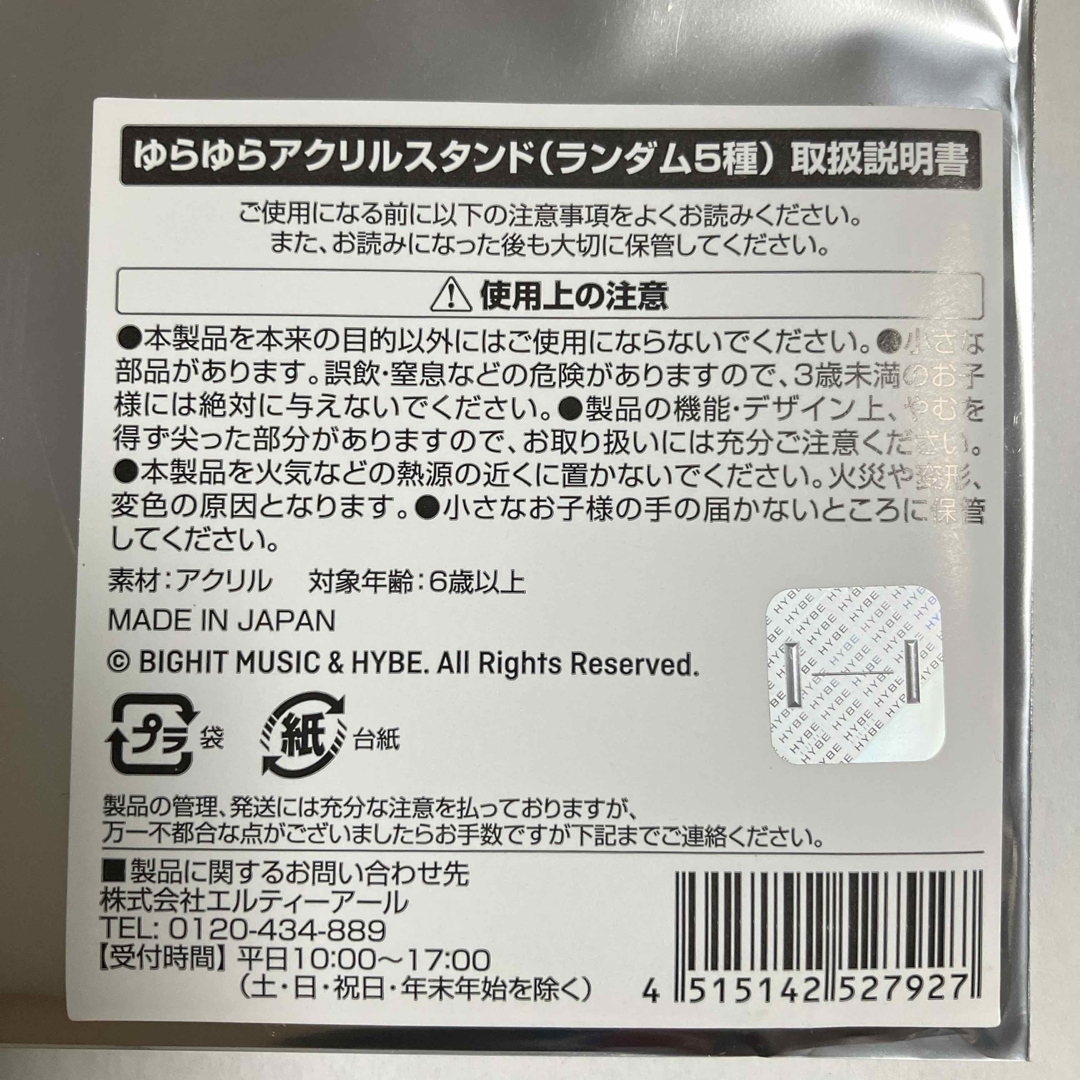 ゆらゆらアクリルスタンド（ランダム5種）取扱説明書
ご使用になる前に以下の注意事項をよくお読みください。
また、お読みになった後も大切に保管してください。
使用上の注意
●本製品を本来の目的以外にはご使用にならないでください。●小さな
部品があります。誤飲・窒息などの危険がありますので、3歳未満のお子
様には絶対に与えないでください。●製品の機能・デザイン上、やむを
得ず尖った部分がありますので、お取り扱いには充分ご注意ください。
●本製品を火気などの熱源の近くに置かないでください。火災や変形、
変色の原因となります。●小さなお子様の手の届かないところに保管
してください。
素材：アクリル　対象年齢：6歳以上
MADE IN JAPAN
© BIGHIT MUSIC & HYBE. All Rights Reserved.
HYBE
プラ 袋 紙 台紙
製品の管理、発送には充分な注意を払っておりますが、
万一不都合な点がございましたらお手数ですが下記までご連絡ください。
■製品に関するお問い合わせ先
株式会社エルティーアール
TEL: 0120-434-889
【受付時間】平日10:00～17:00
（土・日・祝日・年末年始を除く）
4 515142 527927